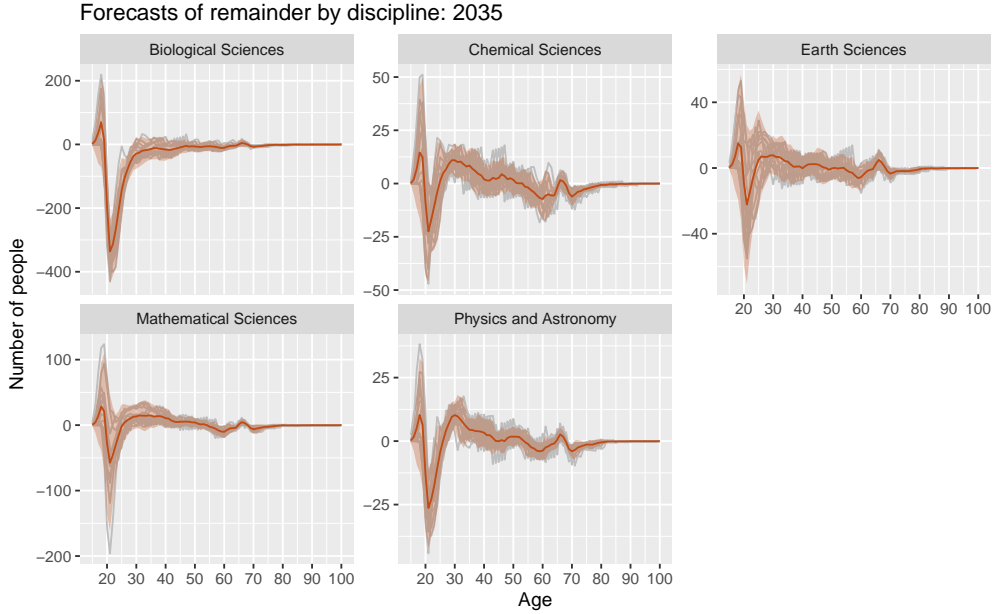 Forecasts of remainder by discipline: 2035
Biological Sciences
Chemical Sciences
Earth Sciences
200
0
−200
−400
50
25
0
−25
−50
40
0
−40
20 30 40 50 60 70 80 90 100
Mathematical Sciences
Physics and Astronomy
100
0
−100
−200
25
0
−25
20 30 40 50 60 70 80 90 100
20 30 40 50 60 70 80 90 100
Number of people
Age